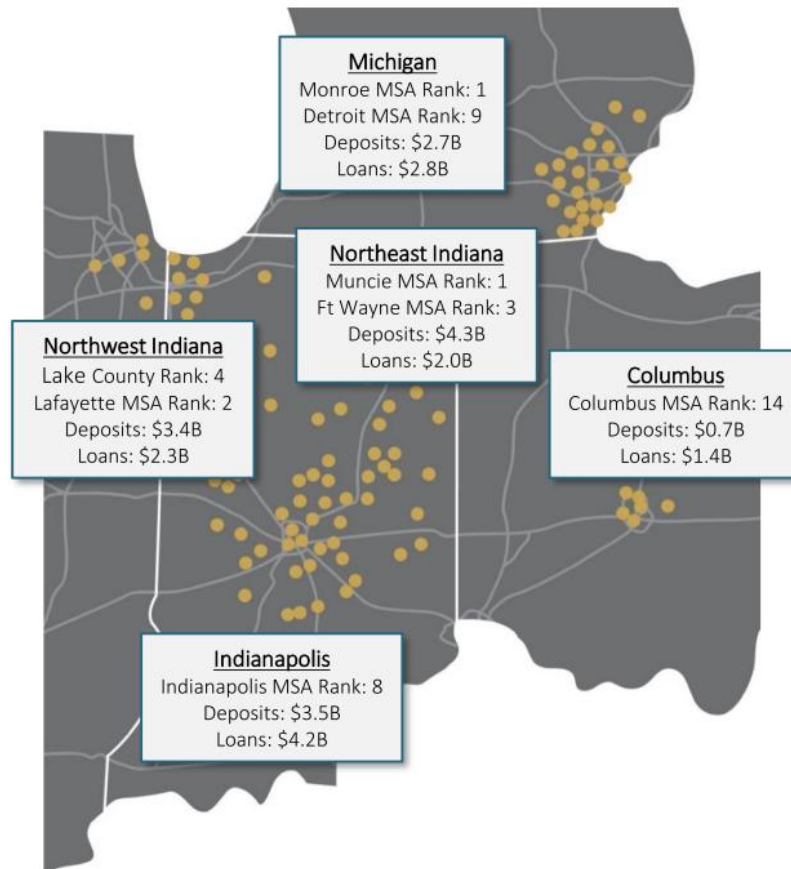 Michigan
Monroe MSA Rank: 1
Detroit MSA Rank: 9
Deposits: $2.7B
Loans: $2.8B
Northeast Indiana
Muncie MSA Rank: 1
Ft Wayne MSA Rank: 3
Deposits: $4.3B
Loans: $2.0B
Northwest Indiana
Lake County Rank: 4
Lafayette MSA Rank: 2
Deposits: $3.4B
Loans: $2.3B
Columbus
Columbus MSA Rank: 14
Deposits: $0.7B
Loans: $1.4B
Indianapolis
Indianapolis MSA Rank: 8
Deposits: $3.5B
Loans: $4.2B